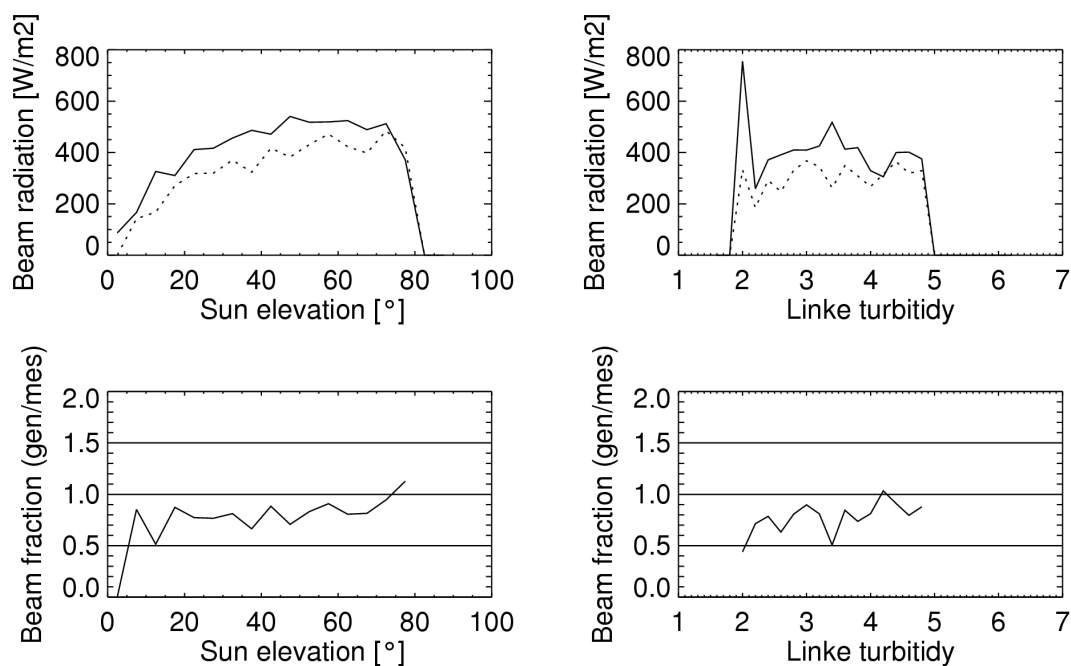 Beam radiation [W/m2]
800
600
400
200
0
0 20 40 60 80 100
Sun elevation [°]
Beam radiation [W/m2]
800
600
400
200
0
1 2 3 4 5 6 7
Linke turbitidy
Beam fraction (gen/mes)
2.0
1.5
1.0
0.5
0.0
0 20 40 60 80 100
Sun elevation [°]
Beam fraction (gen/mes)
2.0
1.5
1.0
0.5
0.0
1 2 3 4 5 6 7
Linke turbitidy